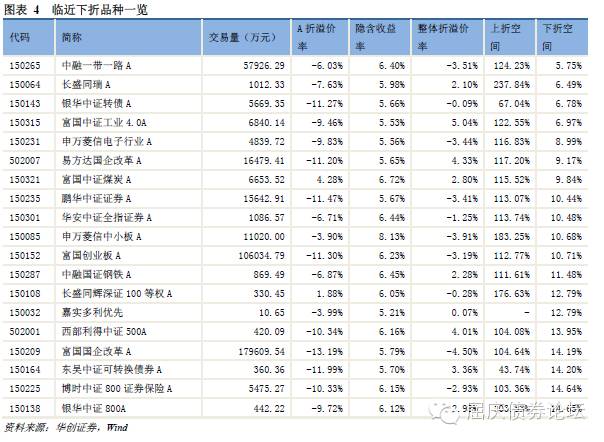 图表 4 临近下折品种一览
代码 简称 交易量（万元） A 折溢价率 隐含收益率 整体折溢价率 上折空间 下折空间
150265 中融一带一路 A 57926.29 -6.03% 6.40% -3.51% 124.23% 5.75%
150064 长盛同瑞 A 1012.33 -7.63% 5.98% 2.10% 237.84% 6.49%
150143 银华中证转债 A 5669.35 -11.27% 5.66% -0.09% 67.04% 6.78%
150315 富国中证工业 4.0A 6840.14 -9.46% 5.53% 5.04% 122.55% 6.97%
150231 申万菱信电子行业 A 4839.72 -9.83% 5.56% -3.44% 116.83% 8.99%
502007 易方达国企改革 A 16479.41 -11.20% 5.65% 4.33% 117.20% 9.17%
150321 富国中证煤炭 A 6653.52 4.28% 6.72% 2.80% 115.52% 9.84%
150235 鹏华中证证券 A 15642.91 -11.47% 5.67% -3.41% 113.07% 10.44%
150301 华安中证全指证券 A 1086.57 -6.71% 6.44% -1.25% 113.74% 10.48%
150085 申万菱信中小板 A 11020.00 -3.90% 8.13% -3.91% 183.25% 10.68%
150152 富国创业板 A 106034.79 -11.30% 6.23% -3.19% 112.77% 10.71%
150287 中融国证钢铁 A 869.49 -6.87% 6.45% 2.28% 111.61% 11.48%
150108 长盛同辉深证 100 等权 A 330.45 1.88% 6.05% -0.28% 176.63% 12.79%
150032 嘉实多利优先 10.65 -3.99% 5.21% 0.07% - 12.79%
502001 西部利得中证 500A 420.09 -10.34% 6.16% 4.01% 104.08% 13.95%
150209 富国国企改革 A 179609.54 -13.19% 5.79% -4.50% 104.64% 14.19%
150164 东吴中证可转换债券 A 360.36 -11.99% 5.70% 3.36% 43.74% 14.20%
150225 博时中证 800 证券保险 A 5475.27 -10.33% 6.15% -2.93% 103.36% 14.64%
150138 银华中证 800A 442.22 -9.72% 6.12% 14.65%
屈庆债券论坛
资料来源：华创证券，Wind